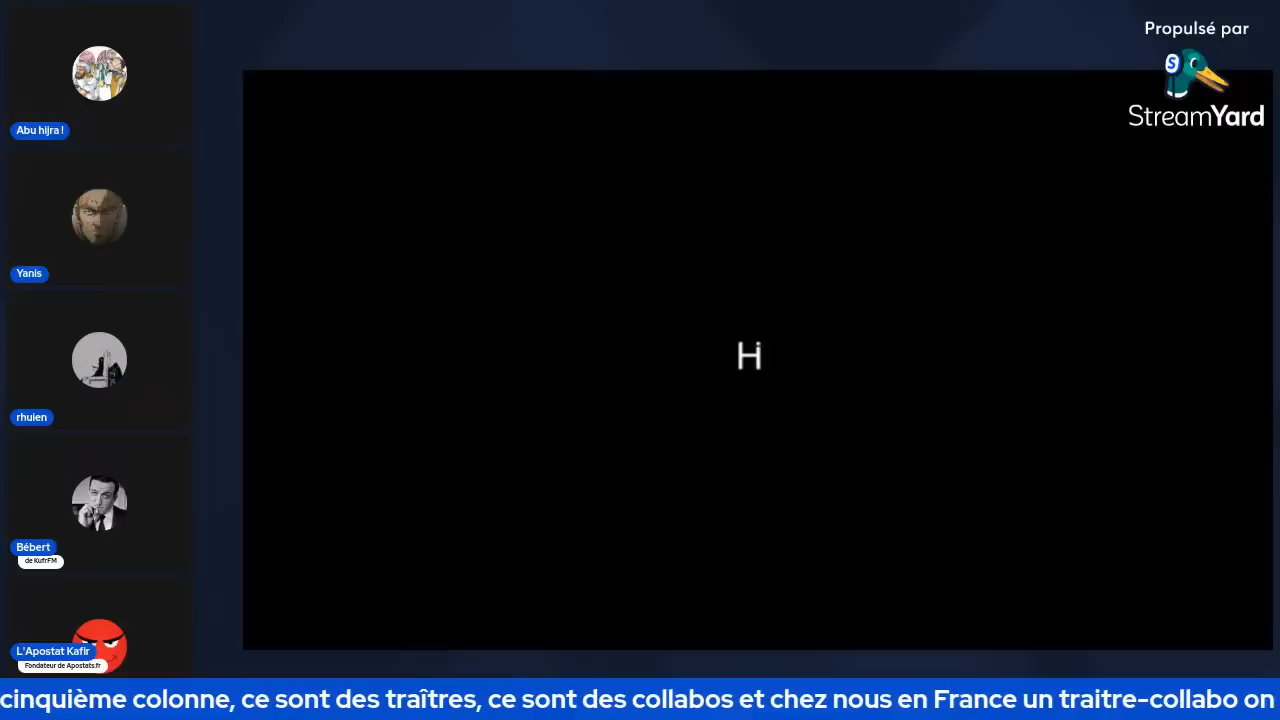 Propulsé par
StreamYard
Abu hijra !
Yanis
rhuien
Bébert
de KufrFM
L'Apostat Kafir
Fondateur de Apostats.fr
H
cinquième colonne, ce sont des traîtres, ce sont des collabos et chez nous en France un traitre-collabo on